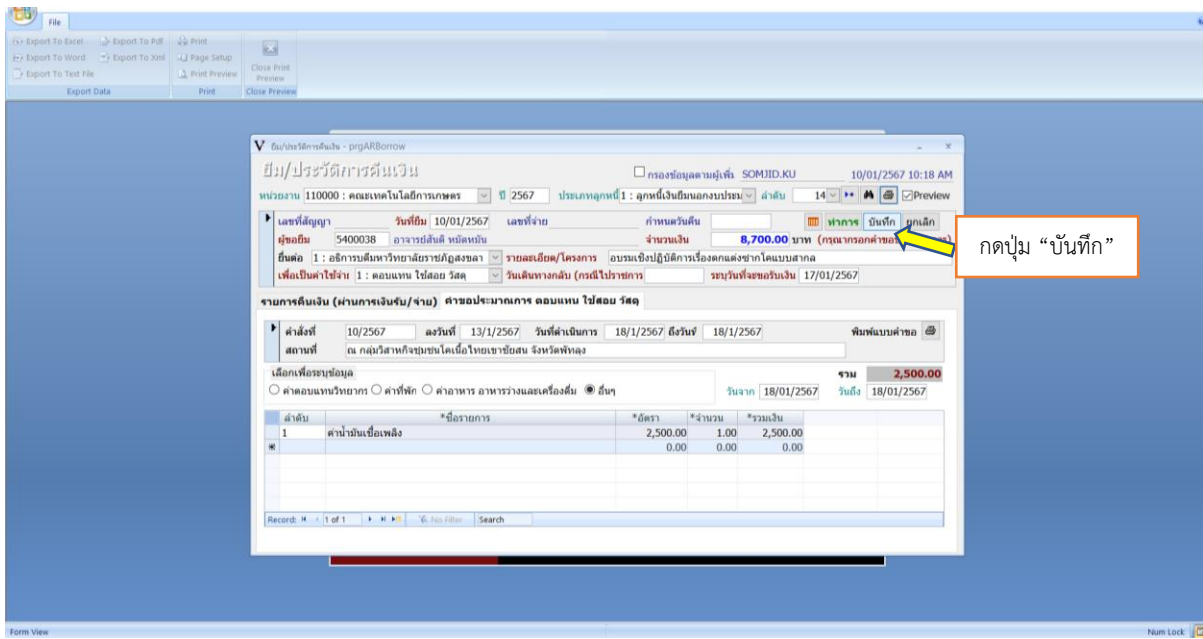 File
Export To Excel Export To Pdf Print
Export To Word Export To Xml Page Setup
Export To Text File Print Preview
Close Print Preview
Export Data Print Close Preview
ยืม/ประวัติการคืนเงิน - prgARBorrow
ยืม/ประวัติการคืนเงิน กรองข้อมูลตามผู้เพิ่ม SOMJID.KU 10/01/2567 10:18 AM
หน่วยงาน 110000 : คณะเทคโนโลยีการเกษตร ปี 2567 ประเภทลูกหนี้ 1 : ลูกหนี้เงินยืมนอกงบประม ลำดับ 14 Preview
เลขที่สัญญา วันที่ยืม 10/01/2567 เลขที่จ่าย กำหนดวันคืน ทำการ บันทึก ยกเลิก
ผู้ขอยืม 5400038 อาจารย์สันติ หมัดหมัน จำนวนเงิน 8,700.00 บาท (กรุณากรอกคำขอ
ยื่นต่อ 1 : อธิการบดีมหาวิทยาลัยราชภัฏสงขลา รายละเอียด/โครงการ อบรมเชิงปฏิบัติการเรื่องตกแต่งซากโคแบบสากล
เพื่อเป็นค่าใช้จ่าย 1 : ตอบแทน ใช้สอย วัสดุ วันเดินทางกลับ (กรณีไปราชการ ระบุวันที่จะขอรับเงิน 17/01/2567
กดปุ่ม “บันทึก”
รายการคืนเงิน (ผ่านการเงินรับ/จ่าย) คำขอประมาณการ ตอบแทน ใช้สอย วัสดุ
คำสั่งที่ 10/2567 ลงวันที่ 13/1/2567 วันที่ดำเนินการ 18/1/2567 ถึงวันที่ 18/1/2567 พิมพ์แบบคำขอ
สถานที่ ณ กลุ่มวิสาหกิจชุมชนโคเนื้อไทยเขาชัยสน จังหวัดพัทลุง
เลือกเพื่อระบุข้อมูล รวม 2,500.00
ค่าตอบแทนวิทยากร ค่าที่พัก ค่าอาหาร อาหารว่างและเครื่องดื่ม อื่นๆ วันจาก 18/01/2567 วันถึง 18/01/2567
ลำดับ *ชื่อรายการ *อัตรา *จำนวน *รวมเงิน
1 ค่าน้ำมันเชื้อเพลิง 2,500.00 1.00 2,500.00
0.00 0.00 0.00
Record: 1 of 1 No Filter Search
Form View Num Lock